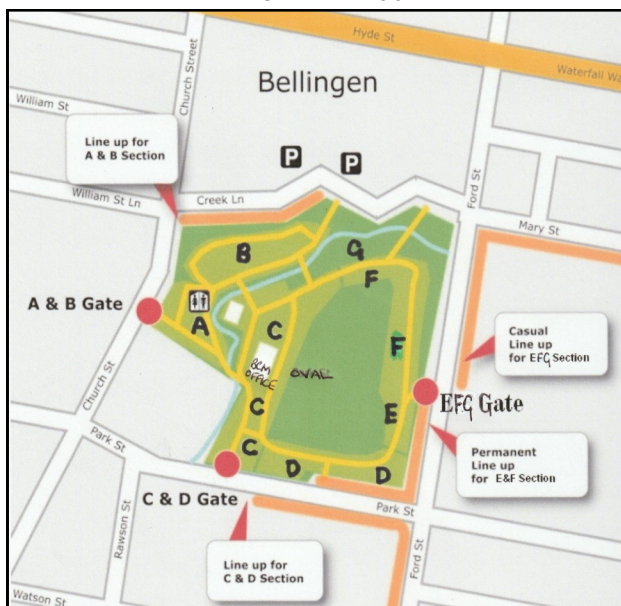 Hyde St
Waterfall Wa
Bellingen
Church Street
William St
Line up for
A & B Section
P
P
Ford St
William St Ln
Creek Ln
Mary St
B
G
F
A & B Gate
A
C
Casual
Line up
for EFG Section
BCM
OFFICE
OVAL
F
Church St
C
E
EFG Gate
Park St
C
D
D
Permanent
Line up
for E&F Section
C & D Gate
Park St
Rawson St
Line up for
C & D Section
Ford St
Watson St